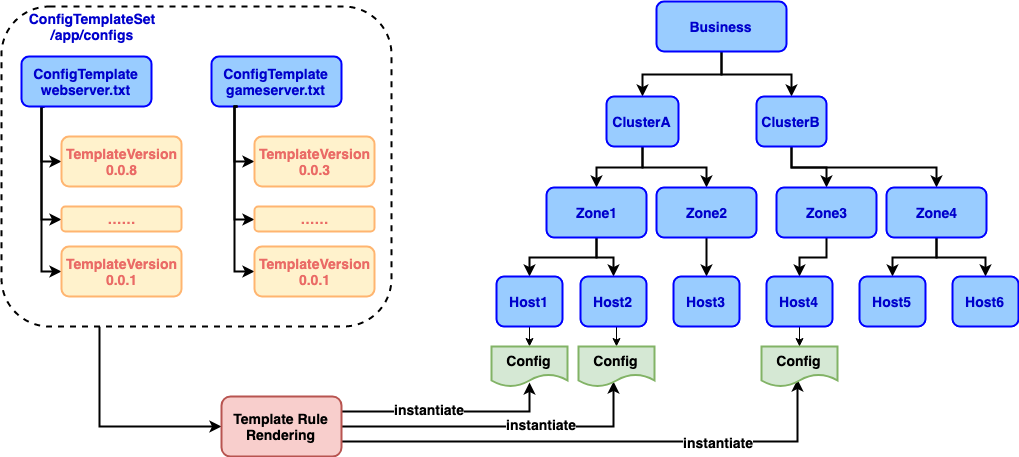 ConfigTemplateSet
/app/configs
ConfigTemplate
webserver.txt
ConfigTemplate
gameserver.txt
TemplateVersion
0.0.8
TemplateVersion
0.0.3
......
......
TemplateVersion
0.0.1
TemplateVersion
0.0.1
Business
ClusterA
ClusterB
Zone1
Zone2
Zone3
Zone4
Host1
Host2
Host3
Host4
Host5
Host6
Config
Config
Config
Template Rule
Rendering
instantiate
instantiate
instantiate